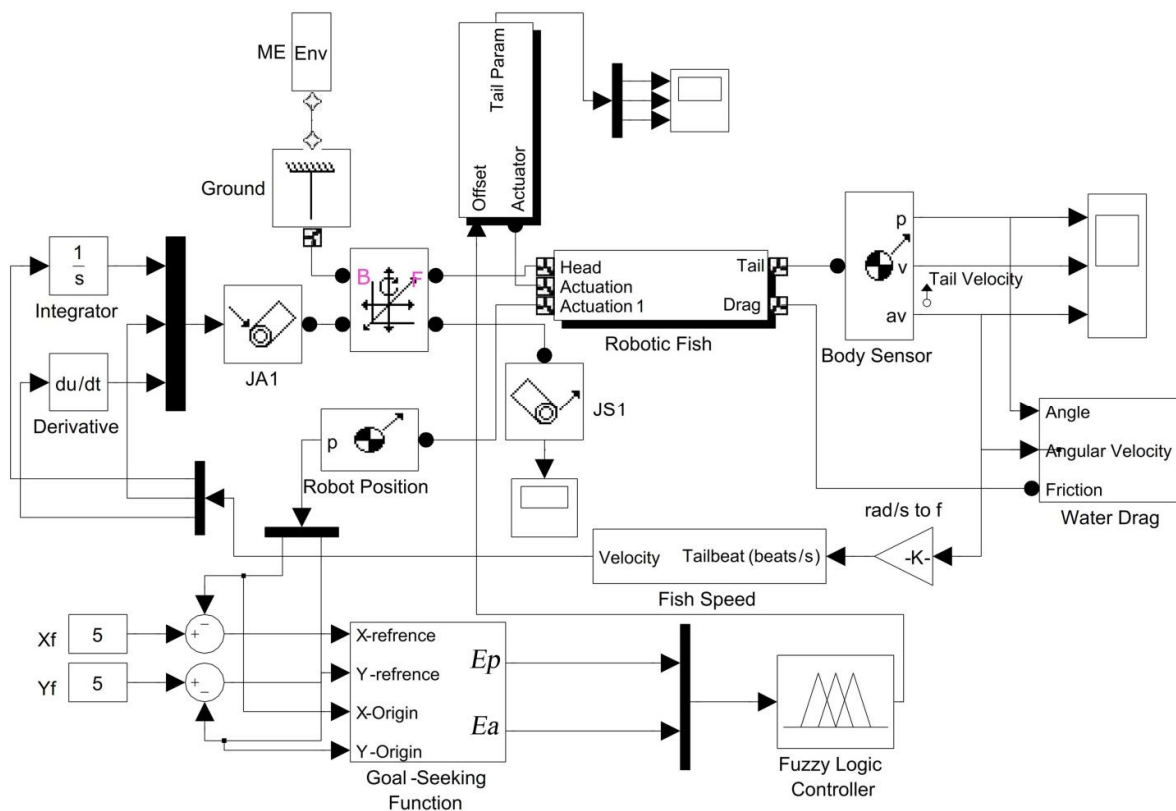 ME
Env
Tail Param
Offset
Actuator
Ground
B
C
F
1
s
Integrator
du/dt
Derivative
JA1
Head
Actuation
Actuation 1
Tail
Drag
Robotic Fish
p
v
av
Tail Velocity
Body Sensor
JS1
p
Robot Position
Angle
Angular Velocity
Friction
Water Drag
rad/s to f
-K-
Velocity
Tailbeat (beats/s)
Fish Speed
Xf
5
+
−
Yf
5
+
−
X-refrence
Y-refrence
X-Origin
Y-Origin
Ep
Ea
Goal -Seeking
Function
Fuzzy Logic
Controller